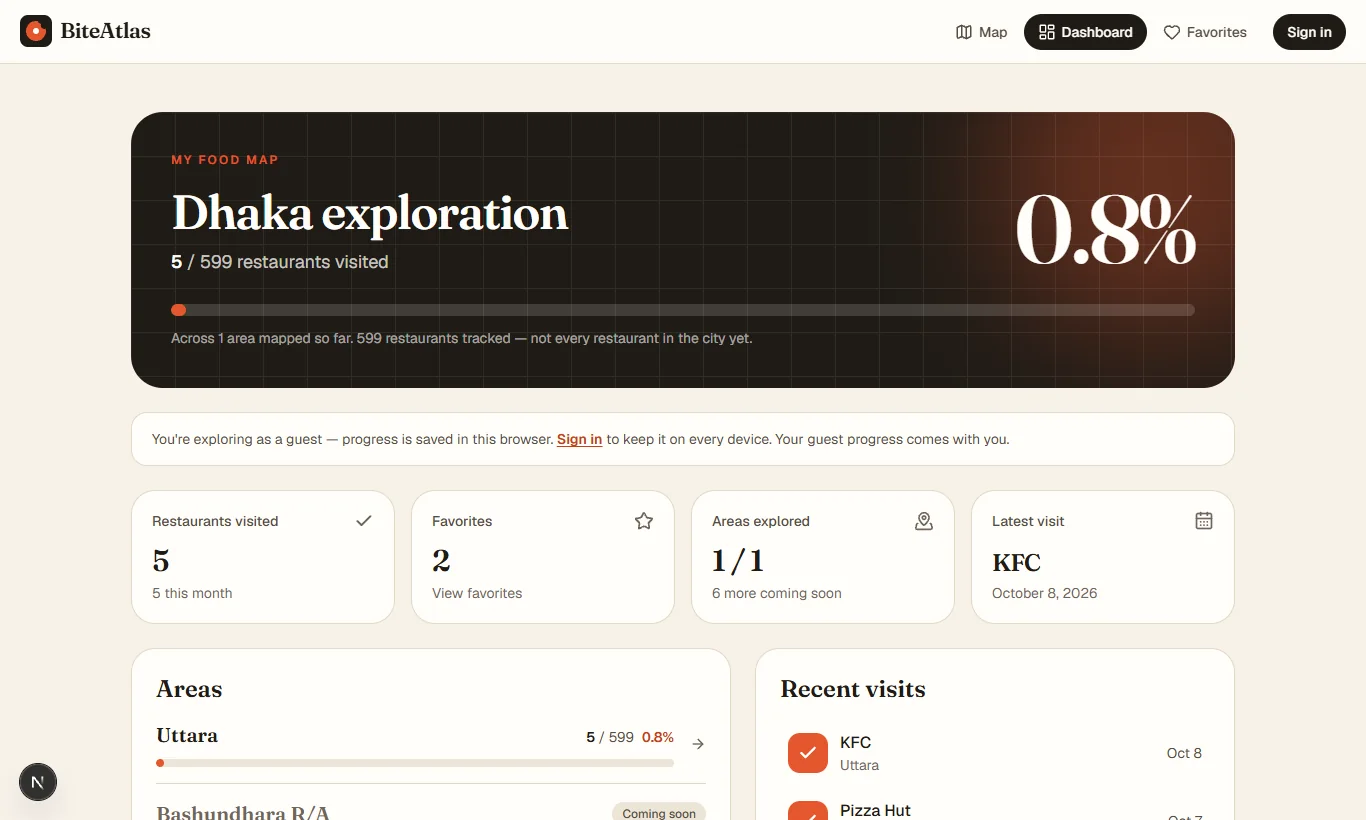 BiteAtlas
Map
Dashboard
Favorites
Sign in
MY FOOD MAP
Dhaka exploration
5 / 599 restaurants visited
0.8%
Across 1 area mapped so far. 599 restaurants tracked — not every restaurant in the city yet.
You're exploring as a guest — progress is saved in this browser. Sign in to keep it on every device. Your guest progress comes with you.
Restaurants visited
5
5 this month
Favorites
2
View favorites
Areas explored
1 / 1
6 more coming soon
Latest visit
KFC
October 8, 2026
Areas
Uttara
5 / 599 0.8%
Bashundhara R/A
Coming soon
Recent visits
KFC
Uttara
Oct 8
Pizza Hut
Oct 7
N